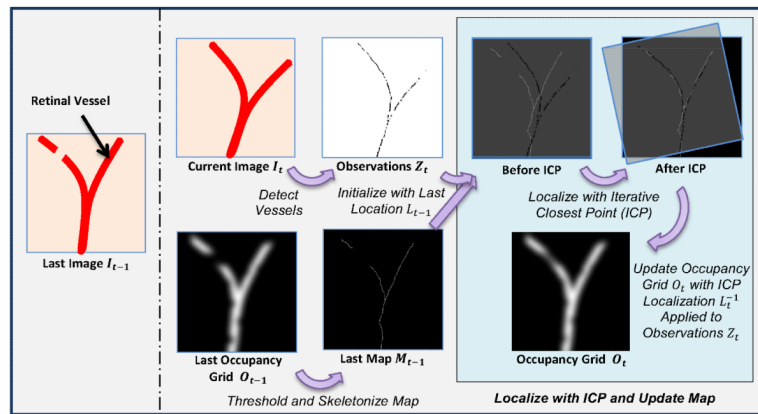 Retinal Vessel
Last Image I_{t−1}
Current Image I_t
Observations Z_t
Detect
Vessels
Initialize with Last
Location L_{t−1}
Last Occupancy
Grid O_{t−1}
Last Map M_{t−1}
Threshold and Skeletonize Map
Before ICP
After ICP
Localize with Iterative
Closest Point (ICP)
Update Occupancy
Grid O_t with ICP
Localization L_t^{−1}
Applied to
Observations Z_t
Occupancy Grid O_t
Localize with ICP and Update Map